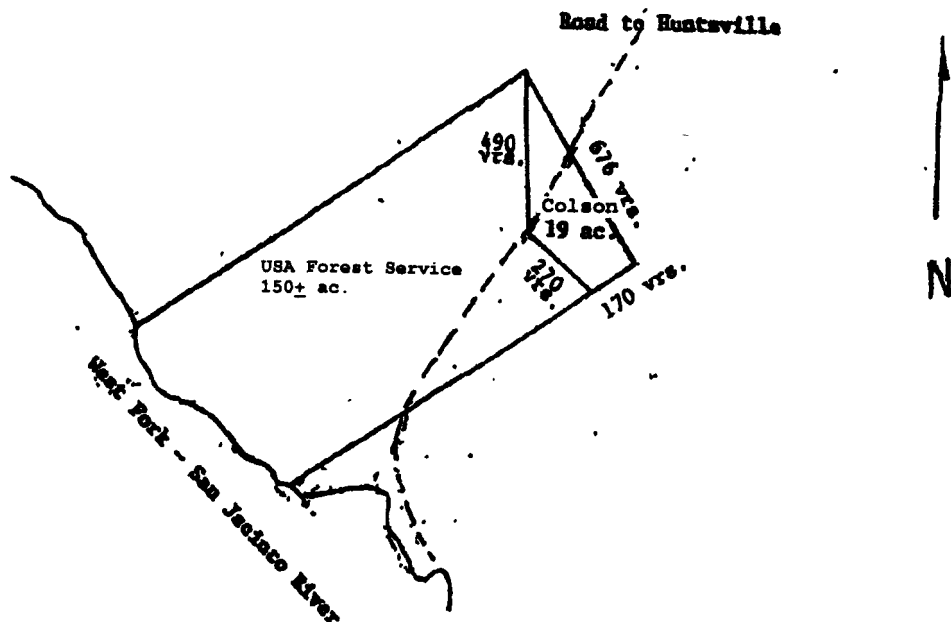 Road to Huntsville
490
vrs.
676 vrs.
Colson
19 ac.
USA Forest Service
150± ac.
270
vrs.
170 vrs.
N
West Fork - San Jacinto River